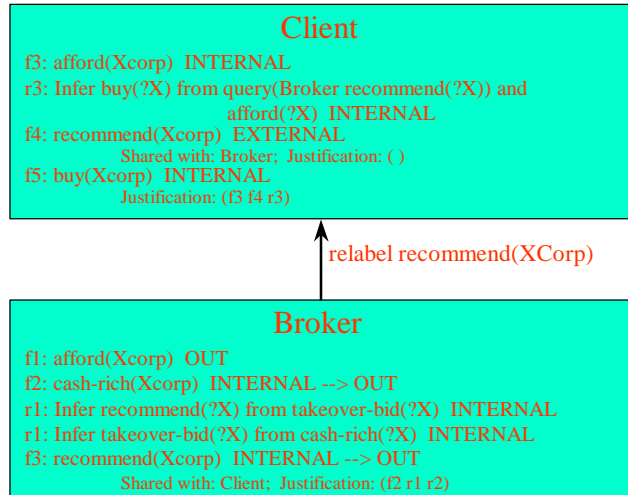 Client
f3: afford(Xcorp) INTERNAL
r3: Infer buy(?X) from query(Broker recommend(?X)) and
afford(?X) INTERNAL
f4: recommend(Xcorp) EXTERNAL
Shared with: Broker; Justification: ( )
f5: buy(Xcorp) INTERNAL
Justification: (f3 f4 r3)
relabel recommend(XCorp)
Broker
f1: afford(Xcorp) OUT
f2: cash-rich(Xcorp) INTERNAL --> OUT
r1: Infer recommend(?X) from takeover-bid(?X) INTERNAL
r1: Infer takeover-bid(?X) from cash-rich(?X) INTERNAL
f3: recommend(Xcorp) INTERNAL --> OUT
Shared with: Client; Justification: (f2 r1 r2)